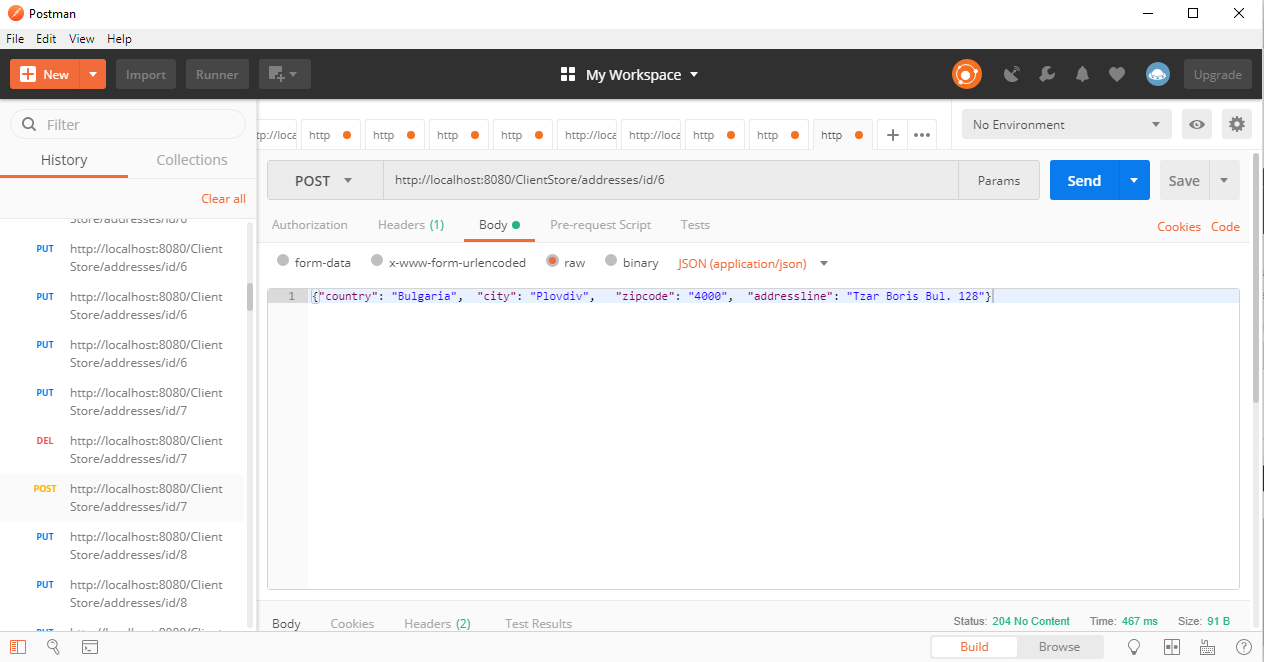 Postman
File Edit View Help
New Import Runner My Workspace Upgrade
Filter
History Collections
Clear all
Store/addresses/id/6
PUT http://localhost:8080/Client
Store/addresses/id/6
PUT http://localhost:8080/Client
Store/addresses/id/6
PUT http://localhost:8080/Client
Store/addresses/id/6
PUT http://localhost:8080/Client
Store/addresses/id/7
DEL http://localhost:8080/Client
Store/addresses/id/7
POST http://localhost:8080/Client
Store/addresses/id/7
PUT http://localhost:8080/Client
Store/addresses/id/8
PUT http://localhost:8080/Client
Store/addresses/id/8
PUT http://localhost:8080/Client
tp://loca http http http http http://loca http://loca http http http + •••
No Environment
POST http://localhost:8080/ClientStore/addresses/id/6 Params Send Save
Authorization Headers (1) Body Pre-request Script Tests Cookies Code
form-data x-www-form-urlencoded raw binary JSON (application/json)
1 {"country": "Bulgaria", "city": "Plovdiv", "zipcode": "4000", "addressline": "Tzar Boris Bul. 128"}
Body Cookies Headers (2) Test Results Status: 204 No Content Time: 467 ms Size: 91 B
Build Browse